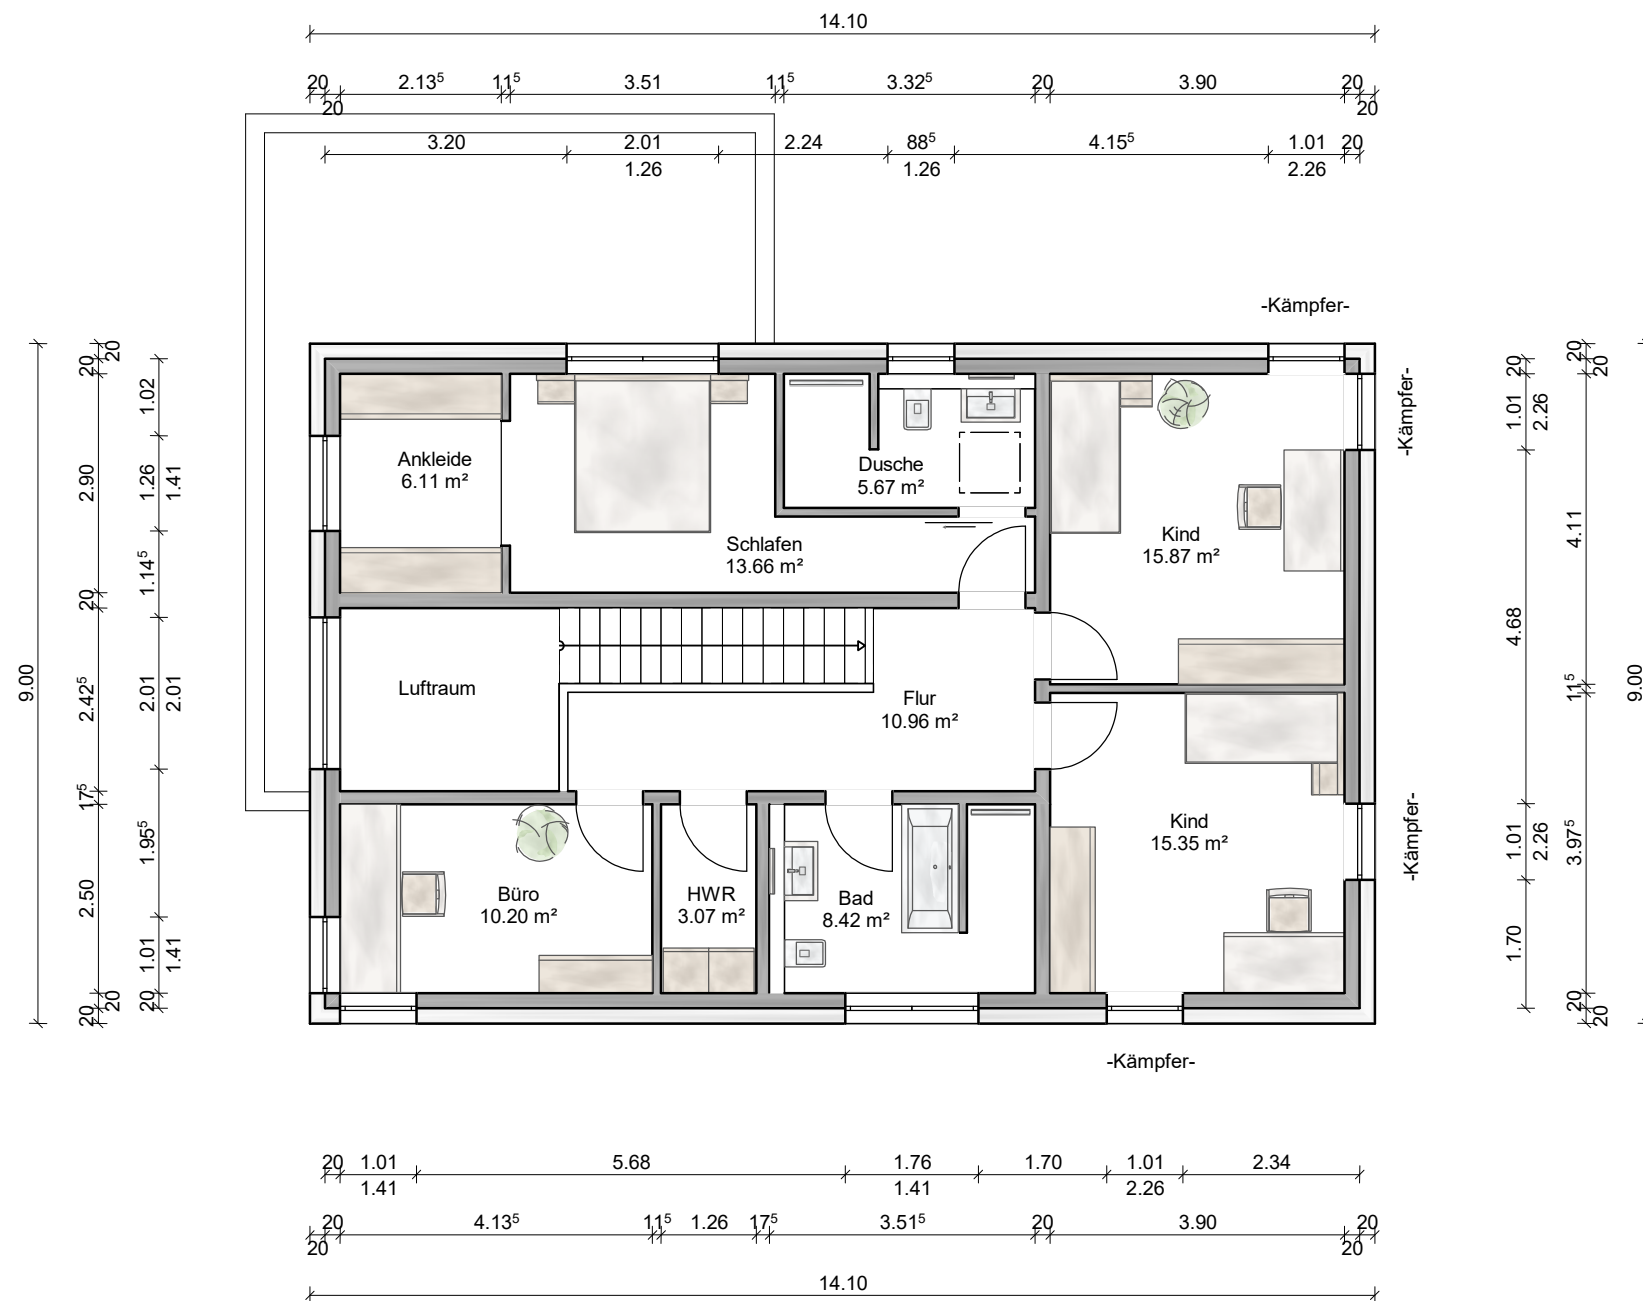 14.10
20 2.13⁵ 11⁵ 3.51 11⁵ 3.32⁵ 20 3.90 20
20 20
3.20 2.01 2.24 88⁵ 4.15⁵ 1.01 20
1.26 1.26 2.26
-Kämpfer-
-Kämpfer-
-Kämpfer-
-Kämpfer-
9.00
20 20 2.90 20 2.42⁵ 17⁵ 2.50 20 20
1.02 1.26 1.14⁵ 2.01 1.95⁵ 1.01 20
1.41 2.01 1.41
Ankleide
6.11 m²
Schlafen
13.66 m²
Dusche
5.67 m²
Kind
15.87 m²
Luftraum
Flur
10.96 m²
Kind
15.35 m²
Büro
10.20 m²
HWR
3.07 m²
Bad
8.42 m²
20 1.01 4.68 1.01 1.70
2.26 2.26
20 20 4.11 11⁵ 3.97⁵ 20 20
9.00
20 1.01 5.68 1.76 1.70 1.01 2.34
1.41 1.41 2.26
20 4.13⁵ 11⁵ 1.26 17⁵ 3.51⁵ 20 3.90 20
20 20
14.10